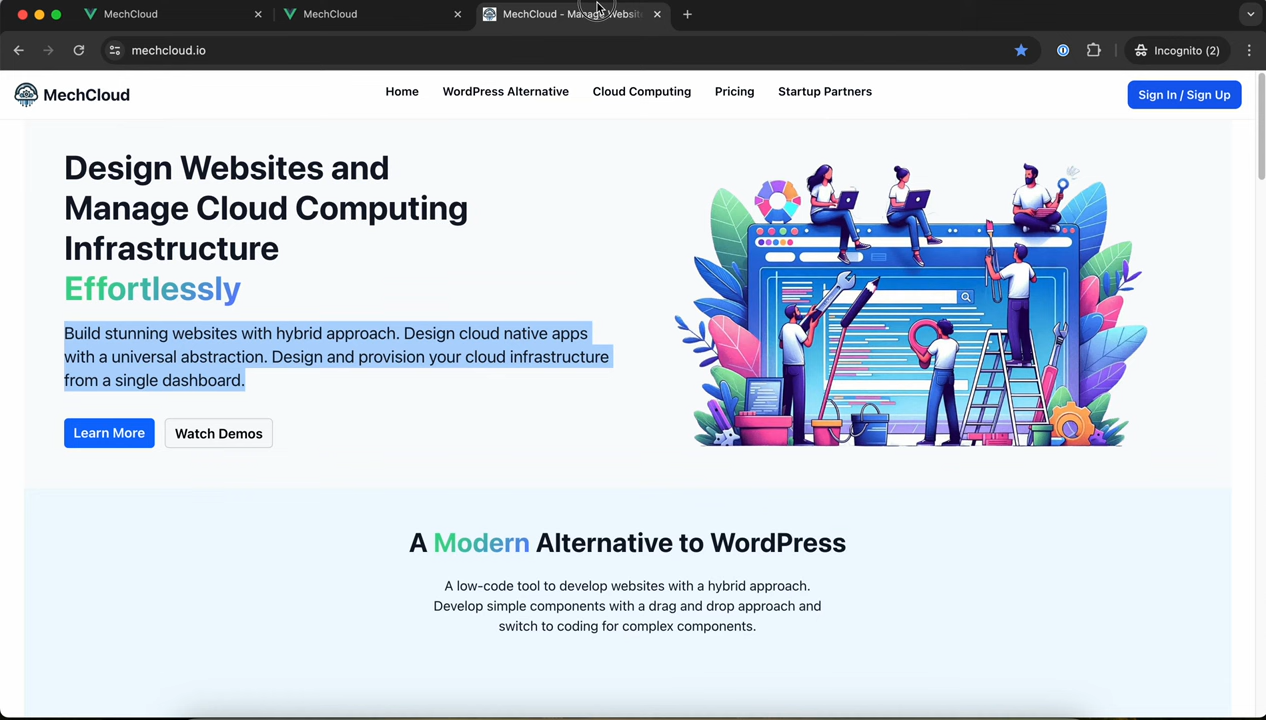 MechCloud
MechCloud
MechCloud - Manage Websit
mechcloud.io
Incognito (2)
MechCloud
Home
WordPress Alternative
Cloud Computing
Pricing
Startup Partners
Sign In / Sign Up
Design Websites and
Manage Cloud Computing
Infrastructure
Effortlessly
Build stunning websites with hybrid approach. Design cloud native apps
with a universal abstraction. Design and provision your cloud infrastructure
from a single dashboard.
Learn More
Watch Demos
A Modern Alternative to WordPress
A low-code tool to develop websites with a hybrid approach.
Develop simple components with a drag and drop approach and
switch to coding for complex components.